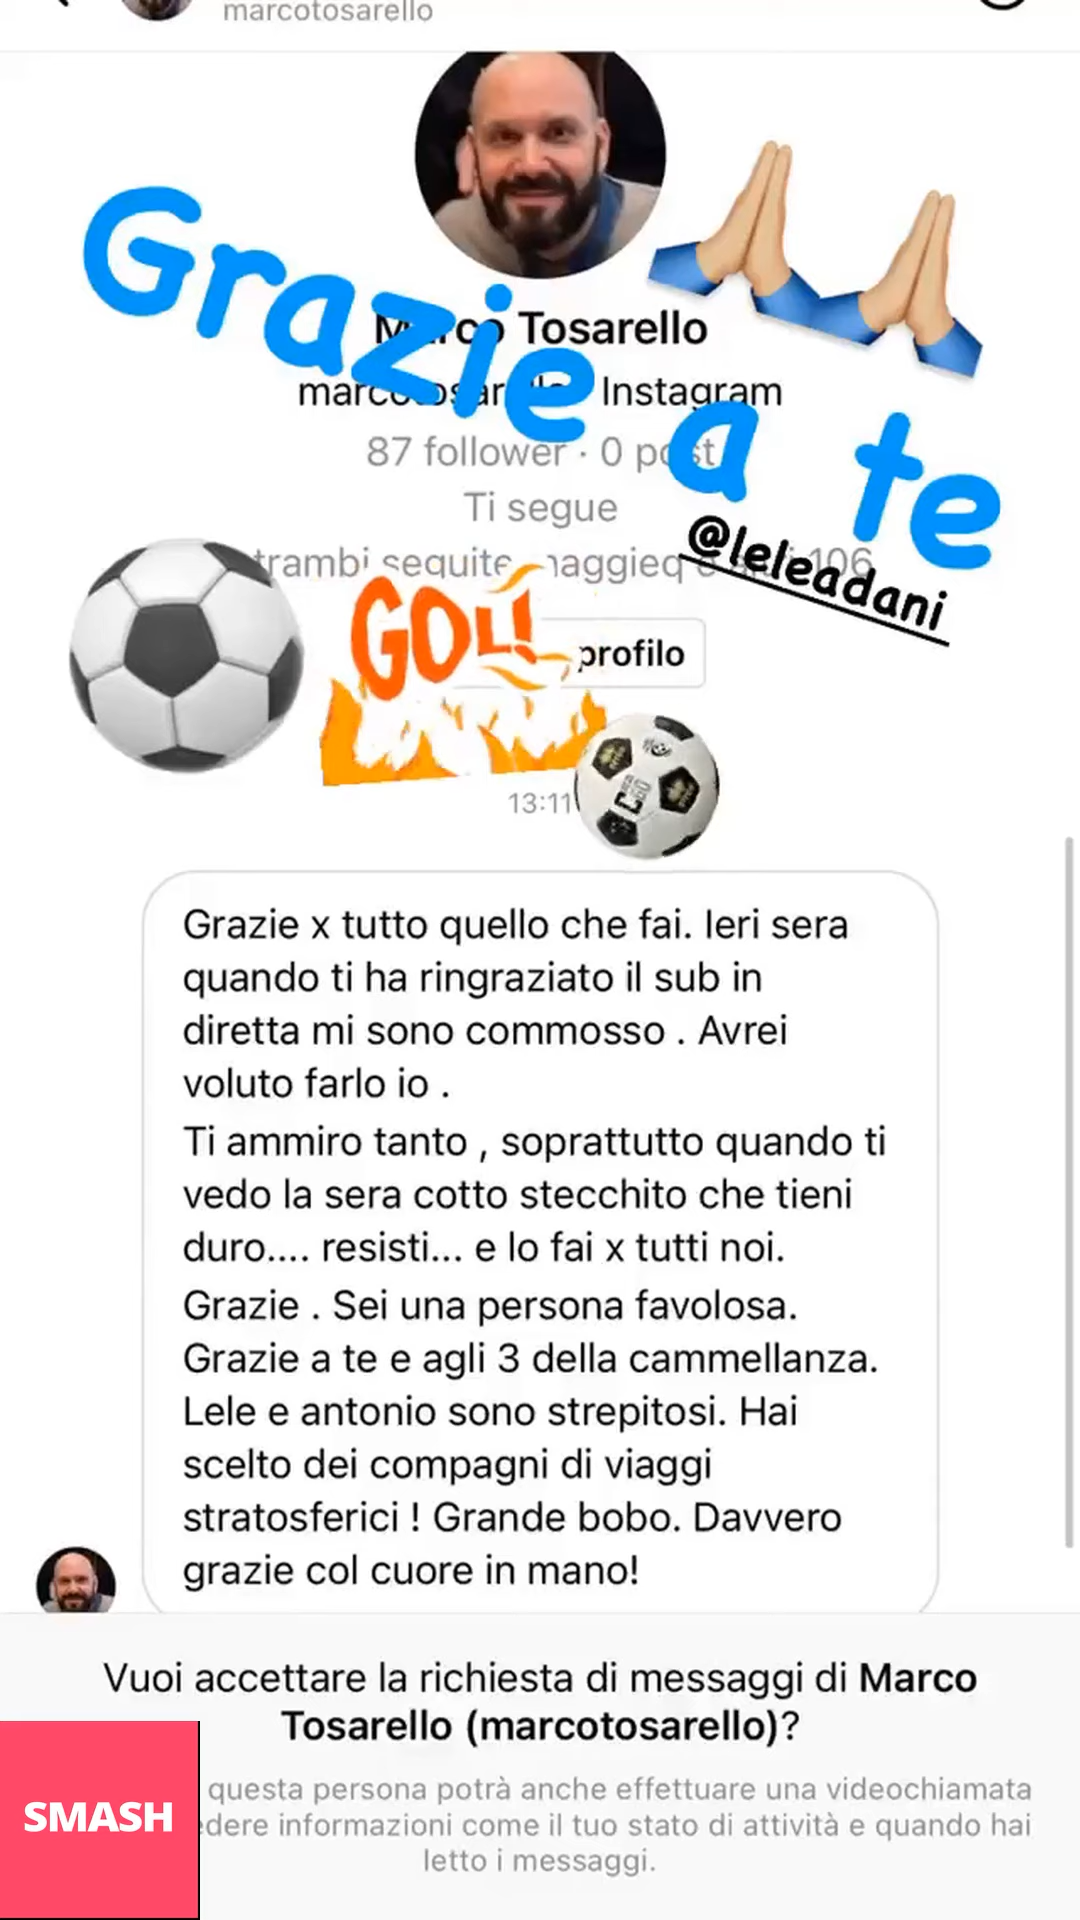 marcotosarello
Grazie a te
Tosarello
Instagram
87 follower · 0 post
Ti segue
@leleadani
seguite
GOL!
profilo
13:11
Grazie x tutto quello che fai. Ieri sera
quando ti ha ringraziato il sub in
diretta mi sono commosso . Avrei
voluto farlo io .
Ti ammiro tanto , soprattutto quando ti
vedo la sera cotto stecchito che tieni
duro.... resisti... e lo fai x tutti noi.
Grazie . Sei una persona favolosa.
Grazie a te e agli 3 della cammellanza.
Lele e antonio sono strepitosi. Hai
scelto dei compagni di viaggi
stratosferici ! Grande bobo. Davvero
grazie col cuore in mano!
Vuoi accettare la richiesta di messaggi di Marco
Tosarello (marcotosarello)?
questa persona potrà anche effettuare una videochiamata
informazioni come il tuo stato di attività e quando hai
letto i messaggi.
SMASH